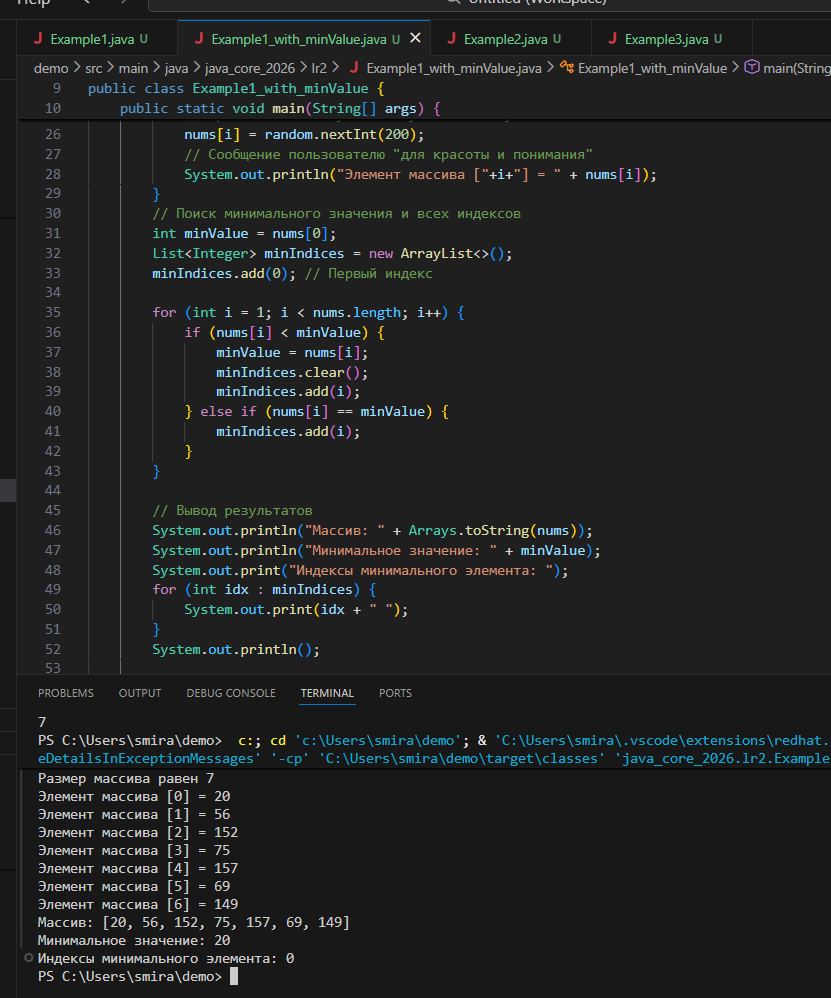 Help
Untitled (Workspace)
J Example1.java U
J Example1_with_minValue.java U
J Example2.java U
J Example3.java U
demo > src > main > java > java_core_2026 > lr2 > J Example1_with_minValue.java > Example1_with_minValue > main(String
9 public class Example1_with_minValue {
10 public static void main(String[] args) {
26 nums[i] = random.nextInt(200);
27 // Сообщение пользователю "для красоты и понимания"
28 System.out.println("Элемент массива ["+i+"] = " + nums[i]);
29 }
30 // Поиск минимального значения и всех индексов
31 int minValue = nums[0];
32 List<Integer> minIndices = new ArrayList<>();
33 minIndices.add(0); // Первый индекс
34
35 for (int i = 1; i < nums.length; i++) {
36 if (nums[i] < minValue) {
37 minValue = nums[i];
38 minIndices.clear();
39 minIndices.add(i);
40 } else if (nums[i] == minValue) {
41 minIndices.add(i);
42 }
43 }
44
45 // Вывод результатов
46 System.out.println("Массив: " + Arrays.toString(nums));
47 System.out.println("Минимальное значение: " + minValue);
48 System.out.print("Индексы минимального элемента: ");
49 for (int idx : minIndices) {
50 System.out.print(idx + " ");
51 }
52 System.out.println();
53
PROBLEMS OUTPUT DEBUG CONSOLE TERMINAL PORTS
7
PS C:\Users\smira\demo> c:; cd 'c:\Users\smira\demo'; & 'C:\Users\smira\.vscode\extensions\redhat.
eDetailsInExceptionMessages' '-cp' 'C:\Users\smira\demo\target\classes' 'java_core_2026.lr2.Example
Размер массива равен 7
Элемент массива [0] = 20
Элемент массива [1] = 56
Элемент массива [2] = 152
Элемент массива [3] = 75
Элемент массива [4] = 157
Элемент массива [5] = 69
Элемент массива [6] = 149
Массив: [20, 56, 152, 75, 157, 69, 149]
Минимальное значение: 20
Индексы минимального элемента: 0
PS C:\Users\smira\demo>